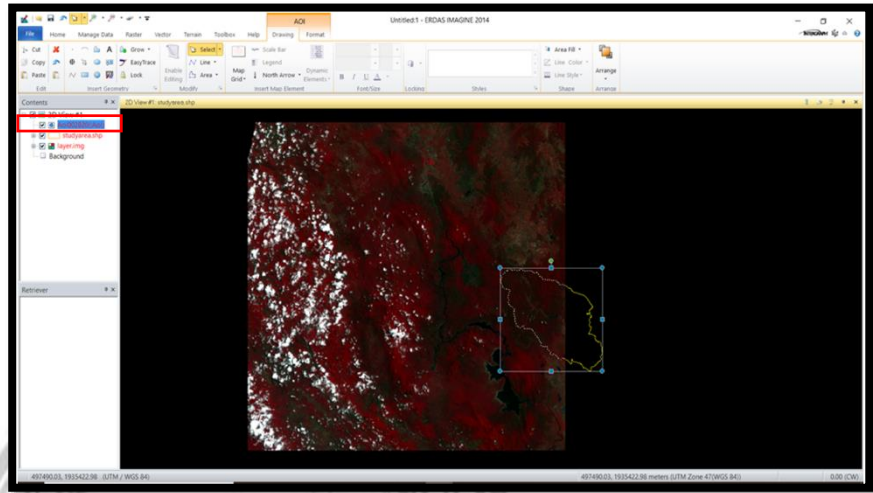 AOI
Untitled:1 - ERDAS IMAGINE 2014
File Home Manage Data Raster Vector Terrain Toolbox Help Drawing Format
Cut Grow Select Scale Bar Area Fill
Copy EasyTrace Line Legend Line Color
Paste Lock Enable Editing Area Map Grid North Arrow Dynamic Elements B I U A Line Style Arrange
Edit Insert Geometry Modify Insert Map Element Font/Size Locking Styles Shape Arrange
Contents
2D View #1: studyarea.shp
2D View #1
studyarea.shp
layer.img
Background
Retriever
497490.03, 1935422.98 (UTM / WGS 84)
497490.03, 1935422.98 meters (UTM Zone 47(WGS 84))
0.00 (CW)